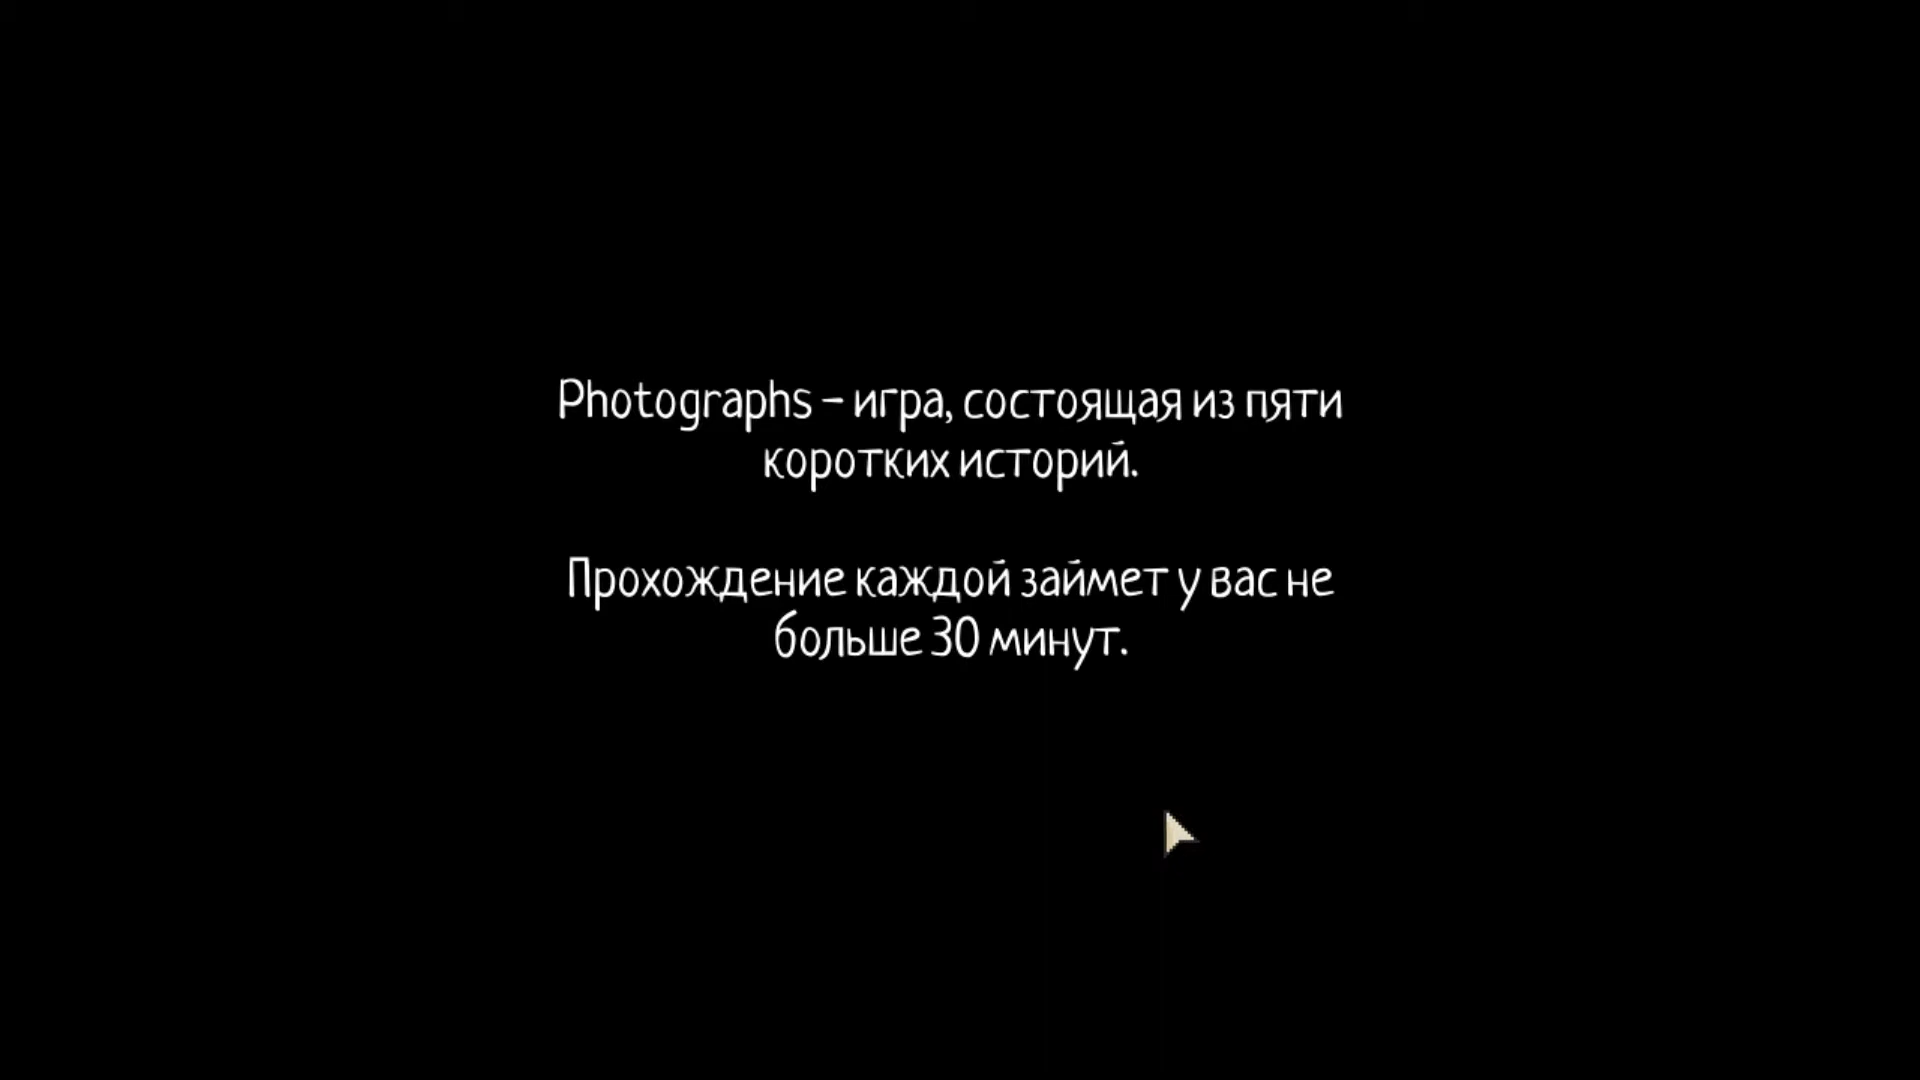 Photographs – игра, состоящая из пяти
коротких историй.
Прохождение каждой займет у вас не
больше 30 минут.